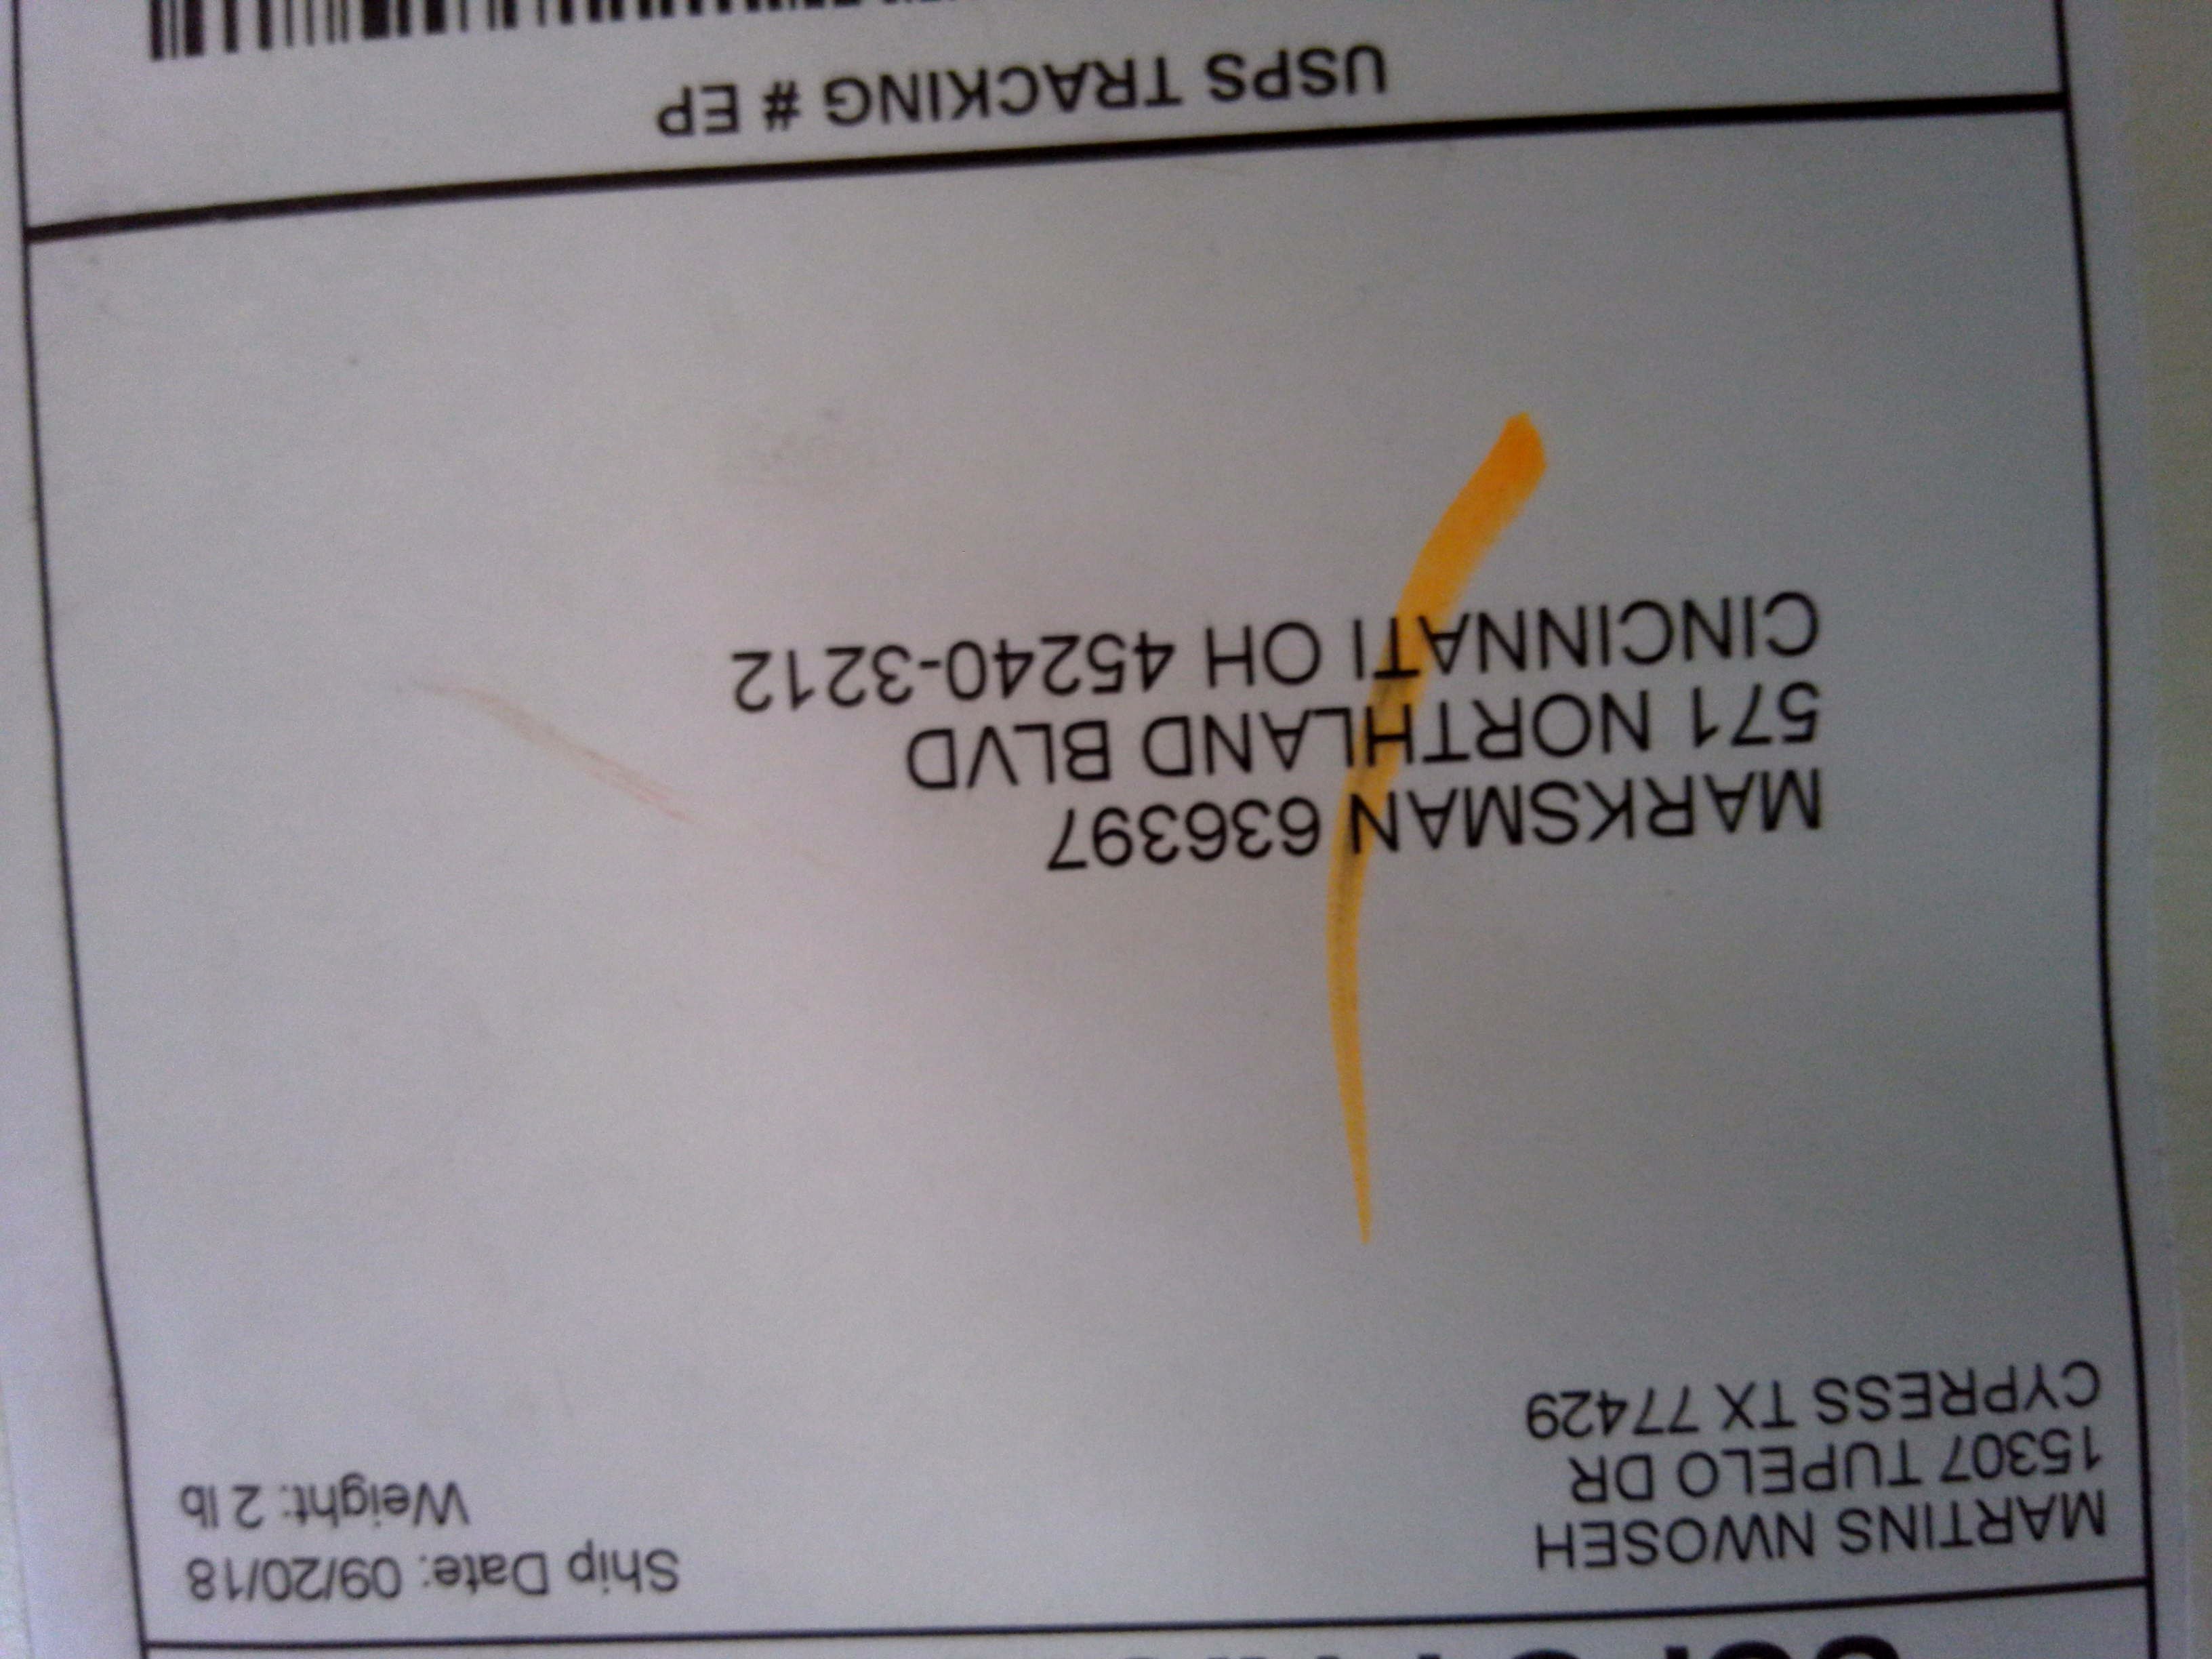 MARTINS NWOSEH
15307 TUPELO DR
CYPRESS TX 77429
Ship Date: 09/20/18
Weight: 2 lb
MARKSMAN 636397
571 NORTHLAND BLVD
CINCINNATI OH 45240-3212
USPS TRACKING # EP